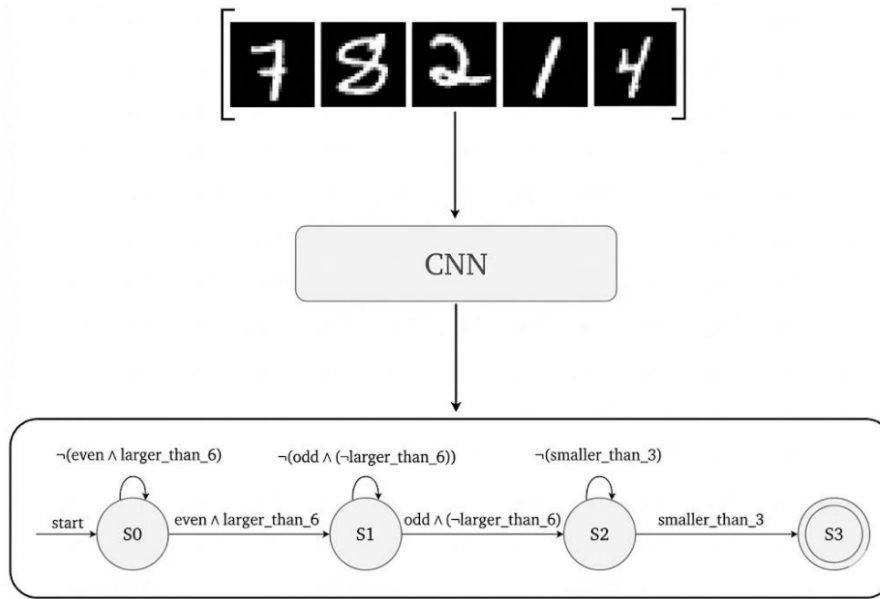 7 8 2 1 4
CNN
¬(even ∧ larger_than_6) ¬(odd ∧ (¬larger_than_6)) ¬(smaller_than_3)
start even ∧ larger_than_6 odd ∧ (¬larger_than_6) smaller_than_3
S0 S1 S2 S3